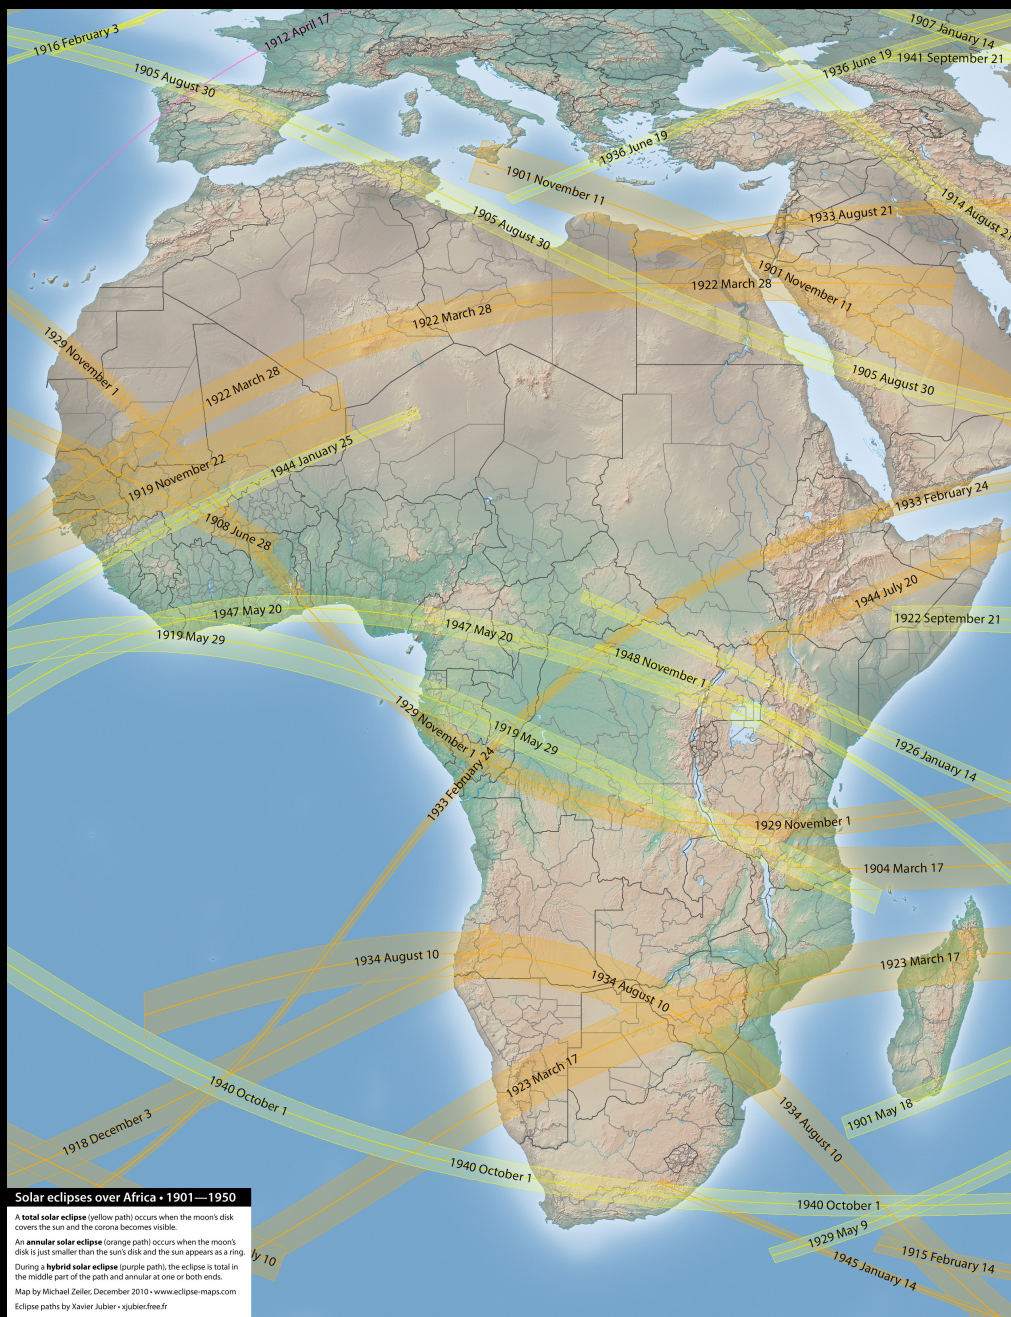 1907 January 14
1916 February 3
1912 April 17
1936 June 19
1941 September 21
1905 August 30
1936 June 19
1901 November 11
1914 August 21
1905 August 30
1933 August 21
1901 November 11
1922 March 28
1922 March 28
1929 November 1
1922 March 28
1905 August 30
1944 January 25
1919 November 22
1933 February 24
1908 June 28
1944 July 20
1947 May 20
1922 September 21
1919 May 29
1947 May 20
1948 November 1
1929 November 1
1919 May 29
1926 January 14
1933 February 24
1929 November 1
1904 March 17
1934 August 10
1923 March 17
1934 August 10
1923 March 17
1940 October 1
1901 May 18
1918 December 3
1934 August 10
1940 October 1
1940 October 1
1929 May 9
1915 February 14
1945 January 14
ly 10
Solar eclipses over Africa • 1901—1950
A total solar eclipse (yellow path) occurs when the moon's disk
covers the sun and the corona becomes visible.
An annular solar eclipse (orange path) occurs when the moon's
disk is just smaller than the sun's disk and the sun appears as a ring.
During a hybrid solar eclipse (purple path), the eclipse is total in
the middle part of the path and annular at one or both ends.
Map by Michael Zeiler, December 2010 • www.eclipse-maps.com
Eclipse paths by Xavier Jubier • xjubier.free.fr